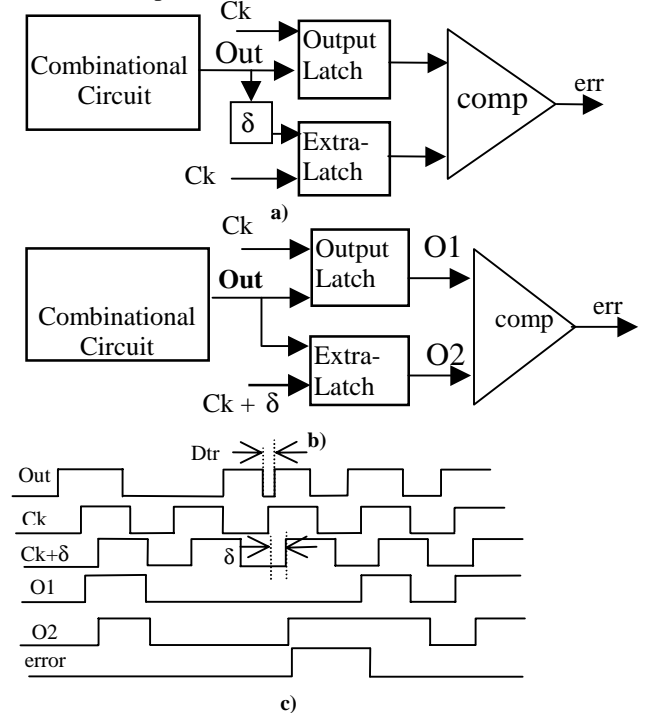 Ck
Combinational
Circuit
Out
Output
Latch
δ
Extra-
Latch
Ck
comp
err
a)
Ck
Combinational
Circuit
Out
Output
Latch
O1
Extra-
Latch
O2
Ck + δ
comp
err
b)
Dtr
Out
Ck
Ck+δ
δ
O1
O2
error
c)